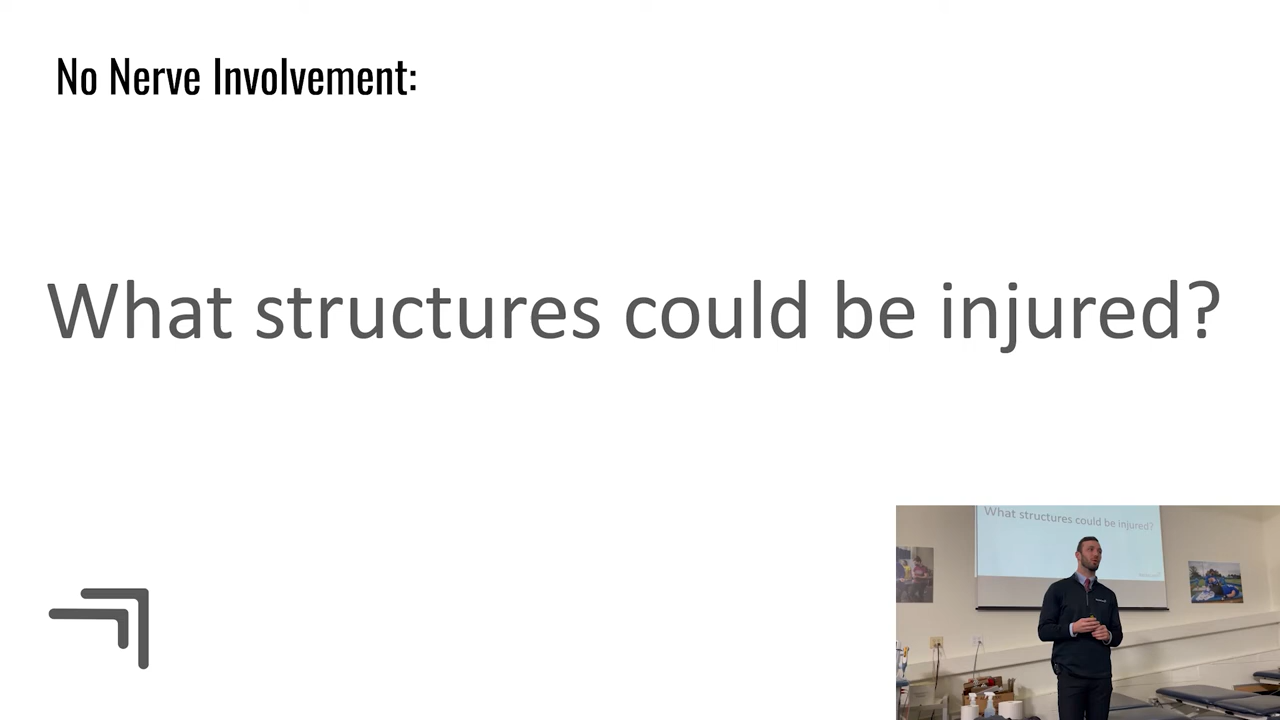 No Nerve Involvement:
What structures could be injured?
What structures could be injured?